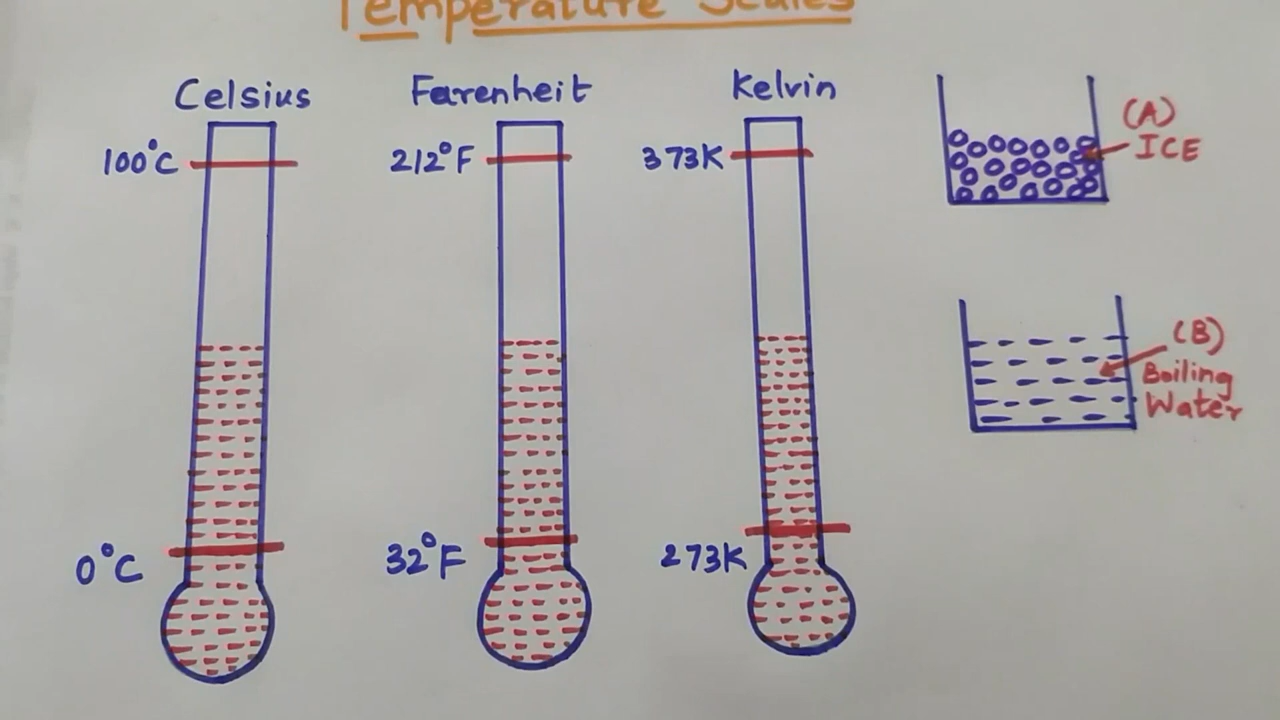 Temperature Scales
Celsius
Farenheit
Kelvin
100°C
212°F
373K
0°C
32°F
273K
(A)
ICE
(B)
Boiling
Water